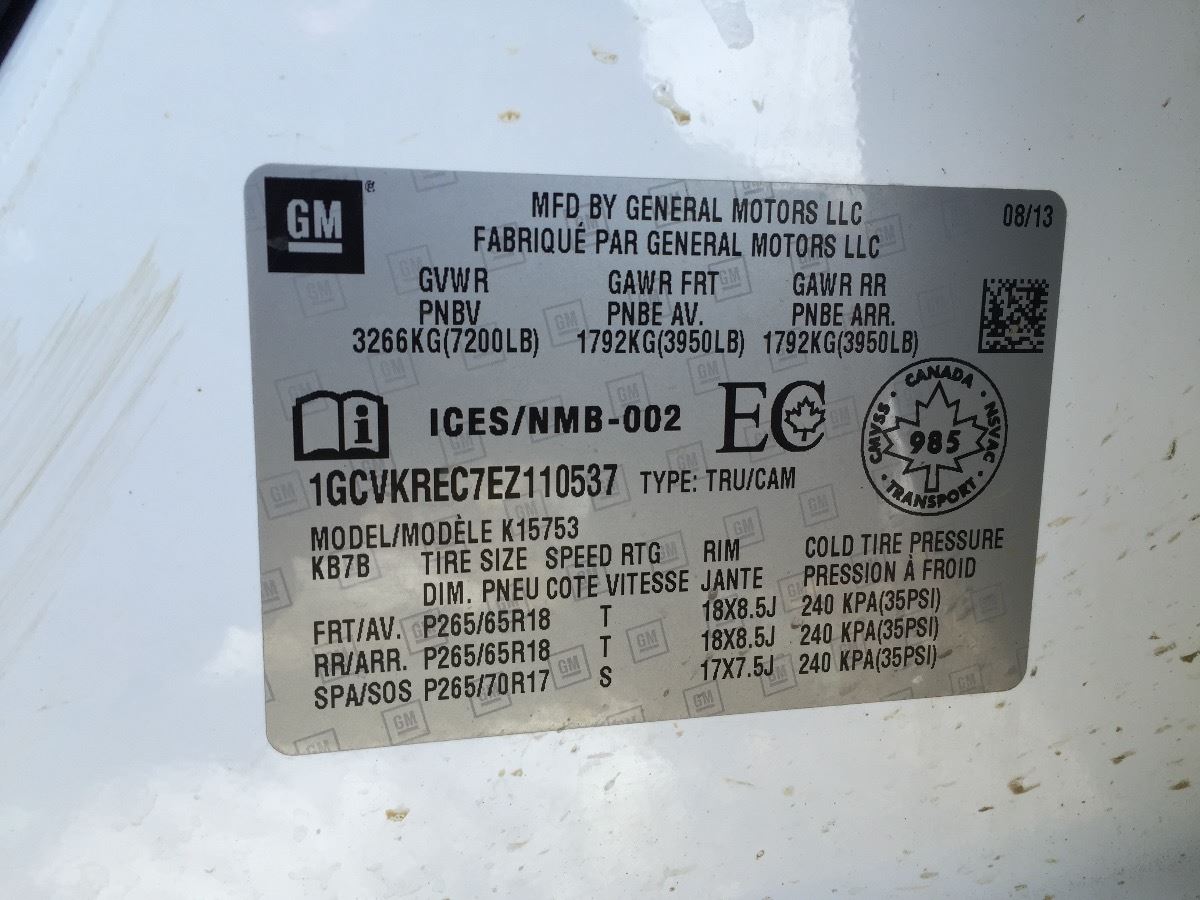 GM
®
MFD BY GENERAL MOTORS LLC
08/13
FABRIQUÉ PAR GENERAL MOTORS LLC
GVWR GAWR FRT GAWR RR
PNBV PNBE AV. PNBE ARR.
3266KG(7200LB) 1792KG(3950LB) 1792KG(3950LB)
i ICES/NMB-002 EC
CANADA
CMVSS 985 NSVAC
TRANSPORT
1GCVKREC7EZ110537 TYPE: TRU/CAM
MODEL/MODÈLE K15753
KB7B TIRE SIZE SPEED RTG RIM COLD TIRE PRESSURE
DIM. PNEU COTE VITESSE JANTE PRESSION À FROID
FRT/AV. P265/65R18 T 18X8.5J 240 KPA(35PSI)
RR/ARR. P265/65R18 T 18X8.5J 240 KPA(35PSI)
SPA/SOS P265/70R17 S 17X7.5J 240 KPA(35PSI)